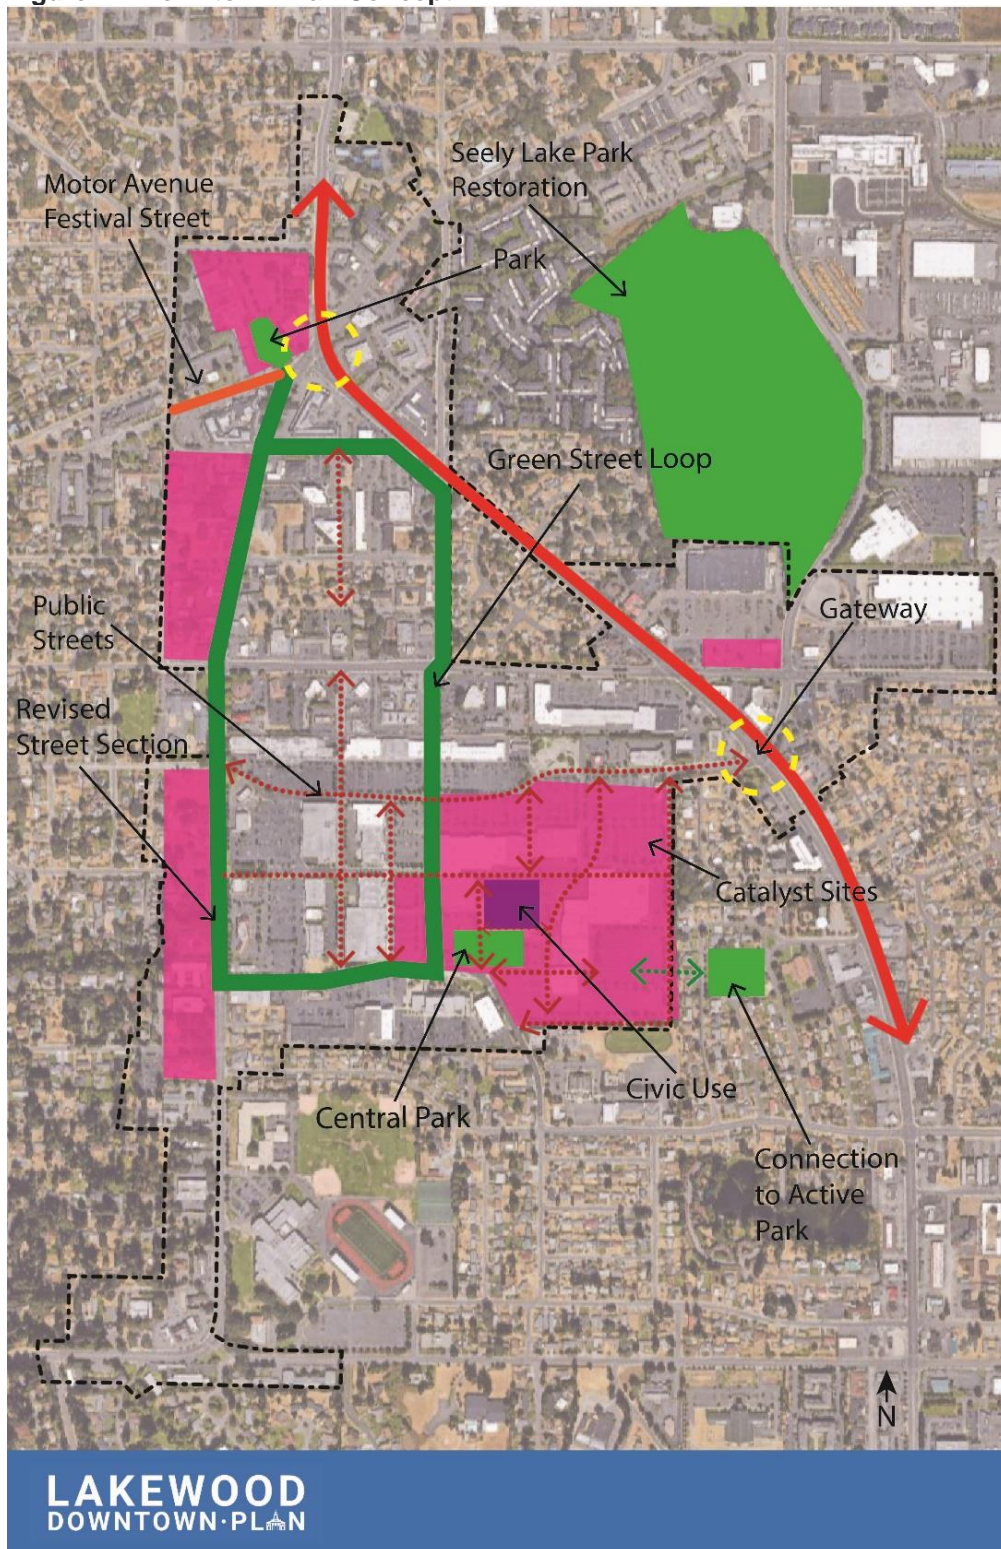 Seely Lake Park
Restoration
Motor Avenue
Festival Street
Park
Green Street Loop
Public
Streets
Gateway
Revised
Street Section
Catalyst Sites
Civic Use
Central Park
Connection
to Active
Park
N
LAKEWOOD
DOWNTOWN·PLAN